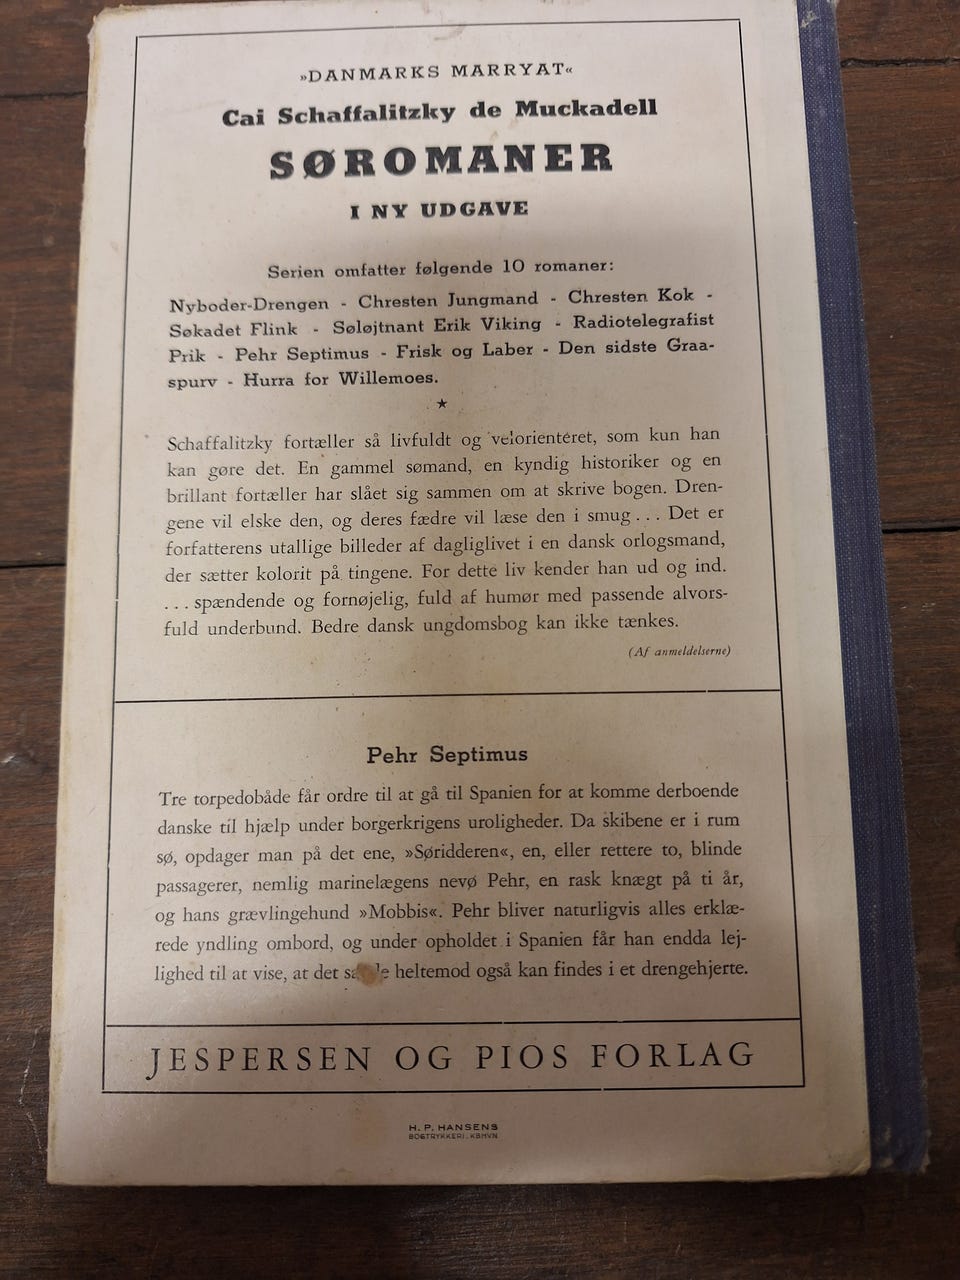 »DANMARKS MARRYAT«
Cai Schaffalitzky de Muckadell
SØROMANER
I NY UDGAVE
Serien omfatter følgende 10 romaner:
Nyboder-Drengen - Chresten Jungmand - Chresten Kok -
Søkadet Flink - Søløjtnant Erik Viking - Radiotelegrafist
Prik - Pehr Septimus - Frisk og Laber - Den sidste Graa-
spurv - Hurra for Willemoes.
★
Schaffalitzky fortæller så livfuldt og velorientéret, som kun han
kan gøre det. En gammel sømand, en kyndig historiker og en
brillant fortæller har slået sig sammen om at skrive bogen. Dren-
gene vil elske den, og deres fædre vil læse den i smug ... Det er
forfatterens utallige billeder af dagliglivet i en dansk orlogsmand,
der sætter kolorit på tingene. For dette liv kender han ud og ind.
... spændende og fornøjelig, fuld af humør med passende alvors-
fuld underbund. Bedre dansk ungdomsbog kan ikke tænkes.
(Af anmeldelserne)
Pehr Septimus
Tre torpedobåde får ordre til at gå til Spanien for at komme derboende
danske til hjælp under borgerkrigens uroligheder. Da skibene er i rum
sø, opdager man på det ene, »Søridderen«, en, eller rettere to, blinde
passagerer, nemlig marinelægens nevø Pehr, en rask knægt på ti år,
og hans grævlingehund »Mobbis«. Pehr bliver naturligvis alles erklæ-
rede yndling ombord, og under opholdet i Spanien får han endda lej-
lighed til at vise, at det heltemod også kan findes i et drengehjerte.
JESPERSEN OG PIOS FORLAG
H. P. HANSENS
BOGTRYKKERI. KBHVN